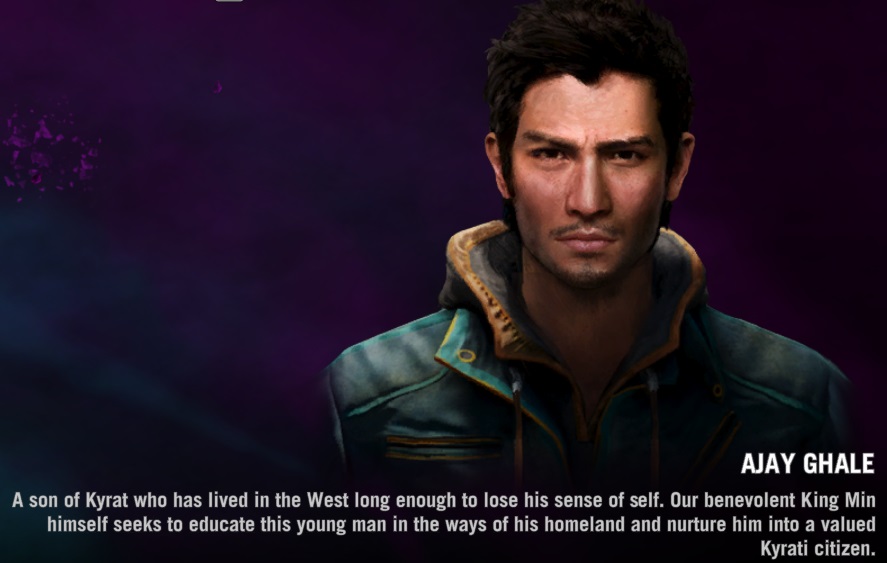 AJAY GHALE
A son of Kyrat who has lived in the West long enough to lose his sense of self. Our benevolent King Min
himself seeks to educate this young man in the ways of his homeland and nurture him into a valued
Kyrati citizen.